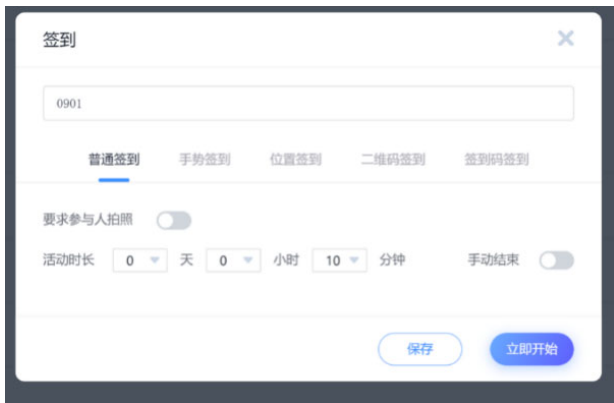 签到
0901
普通签到 手势签到 位置签到 二维码签到 签到码签到
要求参与人拍照
活动时长 0 天 0 小时 10 分钟 手动结束
保存 立即开始